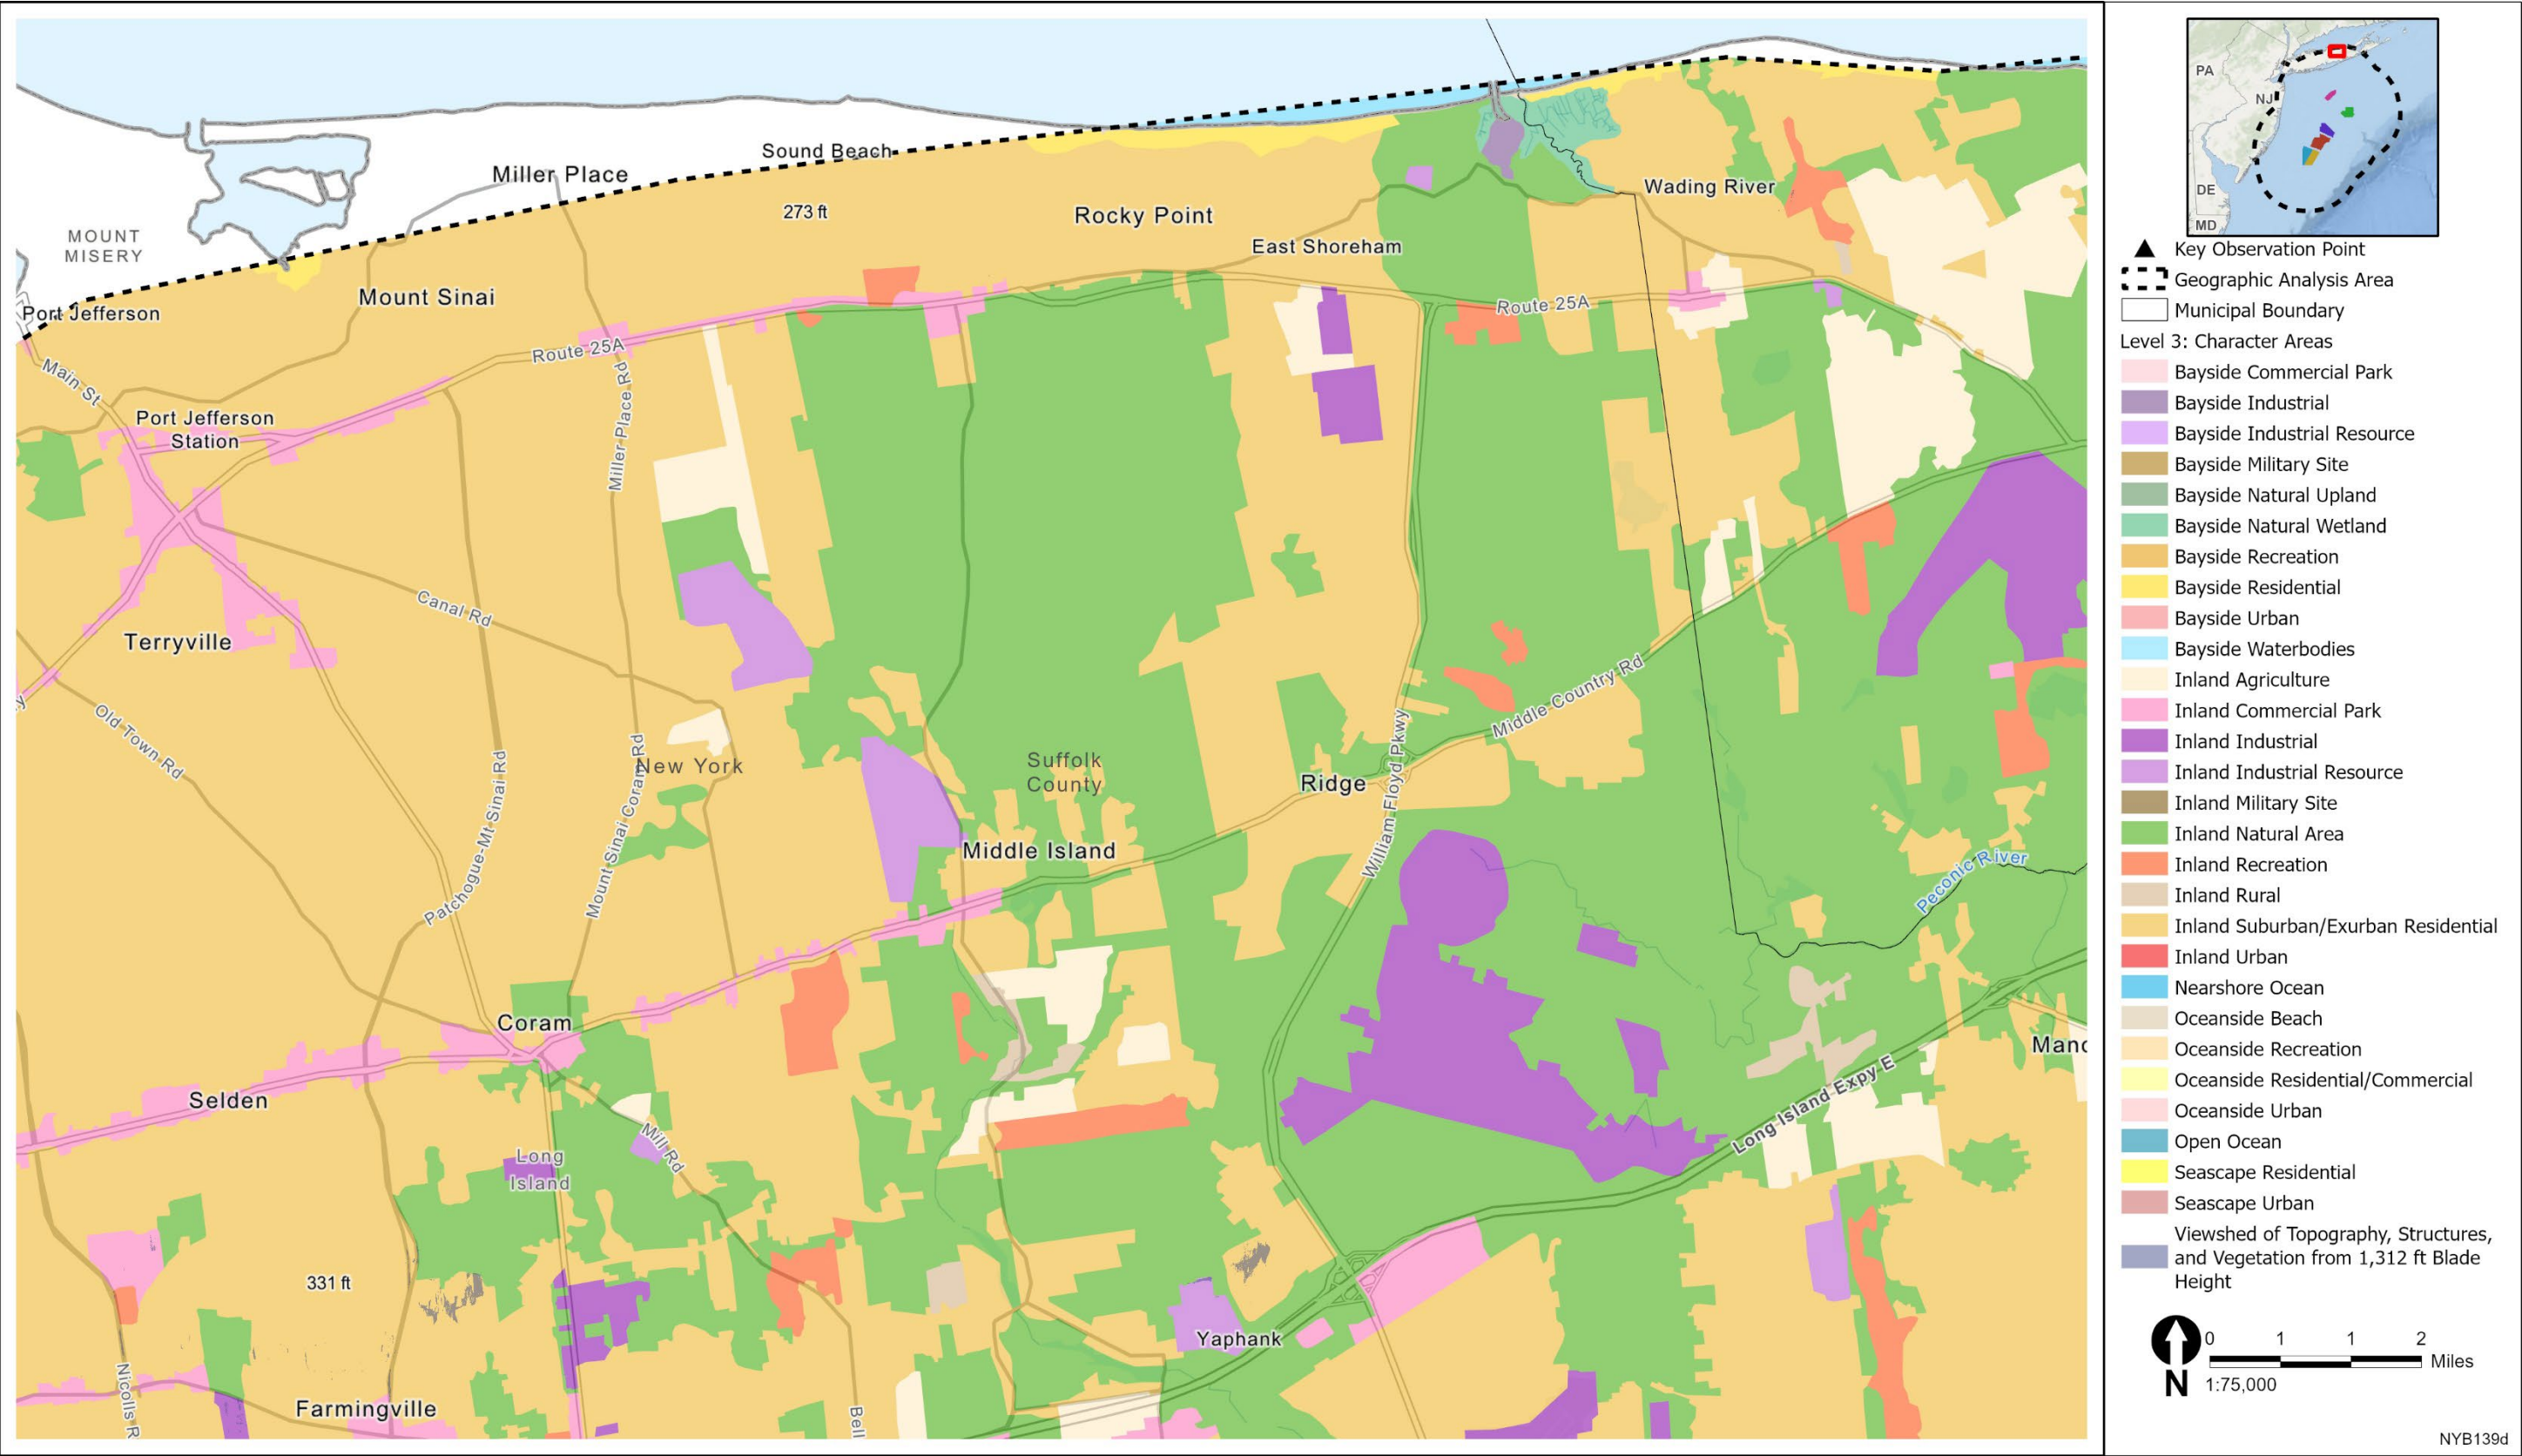 Sound Beach
Miller Place
MOUNT
MISERY
273 ft
Rocky Point
Wading River
East Shoreham
Mount Sinai
Port Jefferson
Route 25A
Route 25A
Main St
Port Jefferson
Station
Miller Place Rd
Canal Rd
Terryville
Old Town Rd
Patchogue-Mt Sinai Rd
Mount Sinai Coram Rd
New York
Suffolk
County
Middle Country Rd
Ridge
William Floyd Pkwy
Middle Island
Peconic River
Coram
Mano
Selden
Long Island Expy E
Mill Rd
Long
Island
331 ft
Yaphank
Nicolls R
Farmingville
Bell
y
PA
NJ
DE
MD
Key Observation Point
Geographic Analysis Area
Municipal Boundary
Level 3: Character Areas
Bayside Commercial Park
Bayside Industrial
Bayside Industrial Resource
Bayside Military Site
Bayside Natural Upland
Bayside Natural Wetland
Bayside Recreation
Bayside Residential
Bayside Urban
Bayside Waterbodies
Inland Agriculture
Inland Commercial Park
Inland Industrial
Inland Industrial Resource
Inland Military Site
Inland Natural Area
Inland Recreation
Inland Rural
Inland Suburban/Exurban Residential
Inland Urban
Nearshore Ocean
Oceanside Beach
Oceanside Recreation
Oceanside Residential/Commercial
Oceanside Urban
Open Ocean
Seascape Residential
Seascape Urban
Viewshed of Topography, Structures,
and Vegetation from 1,312 ft Blade
Height
0 1 1 2
Miles
N
1:75,000
NYB139d